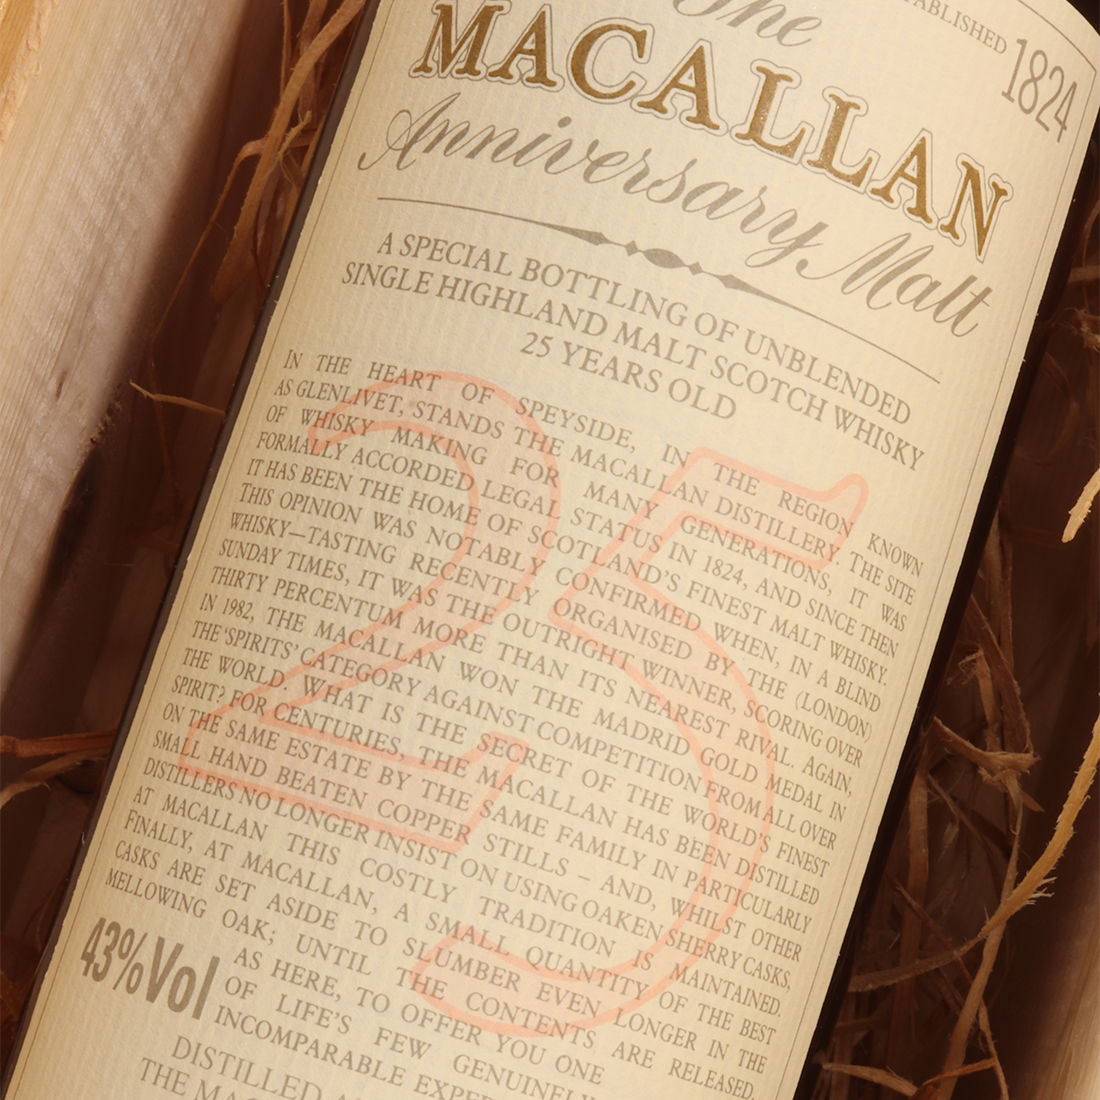 The
ESTABLISHED 1824
MACALLAN
Anniversary Malt
A SPECIAL BOTTLING OF UNBLENDED
SINGLE HIGHLAND MALT SCOTCH WHISKY
25 YEARS OLD
25
IN THE HEART OF SPEYSIDE, IN THE REGION KNOWN
AS GLENLIVET, STANDS THE MACALLAN DISTILLERY. THE SITE
OF WHISKY MAKING FOR MANY GENERATIONS, IT WAS
FORMALLY ACCORDED LEGAL STATUS IN 1824, AND SINCE THEN
IT HAS BEEN THE HOME OF SCOTLAND'S FINEST MALT WHISKY.
THIS OPINION WAS NOTABLY CONFIRMED WHEN, IN A BLIND
WHISKY–TASTING RECENTLY ORGANISED BY THE (LONDON)
SUNDAY TIMES, IT WAS THE OUTRIGHT WINNER, SCORING OVER
THIRTY PERCENTUM MORE THAN ITS NEAREST RIVAL. AGAIN,
IN 1982, THE MACALLAN WON THE MADRID GOLD MEDAL IN
THE 'SPIRITS' CATEGORY AGAINST COMPETITION FROM ALL OVER
THE WORLD. WHAT IS THE SECRET OF THE WORLD'S FINEST
SPIRIT? FOR CENTURIES, THE MACALLAN HAS BEEN DISTILLED
ON THE SAME ESTATE BY THE SAME FAMILY IN PARTICULARLY
SMALL HAND BEATEN COPPER STILLS – AND, WHILST OTHER
DISTILLERS NO LONGER INSIST ON USING OAKEN SHERRY CASKS,
AT MACALLAN THIS COSTLY TRADITION IS MAINTAINED.
FINALLY, AT MACALLAN, A SMALL QUANTITY OF THE BEST
CASKS ARE SET ASIDE TO SLUMBER EVEN LONGER IN THE
MELLOWING OAK; UNTIL THE CONTENTS ARE RELEASED,
AS HERE, TO OFFER YOU ONE
OF LIFE'S FEW GENUINELY
INCOMPARABLE
43%Vol
DISTILLED
THE